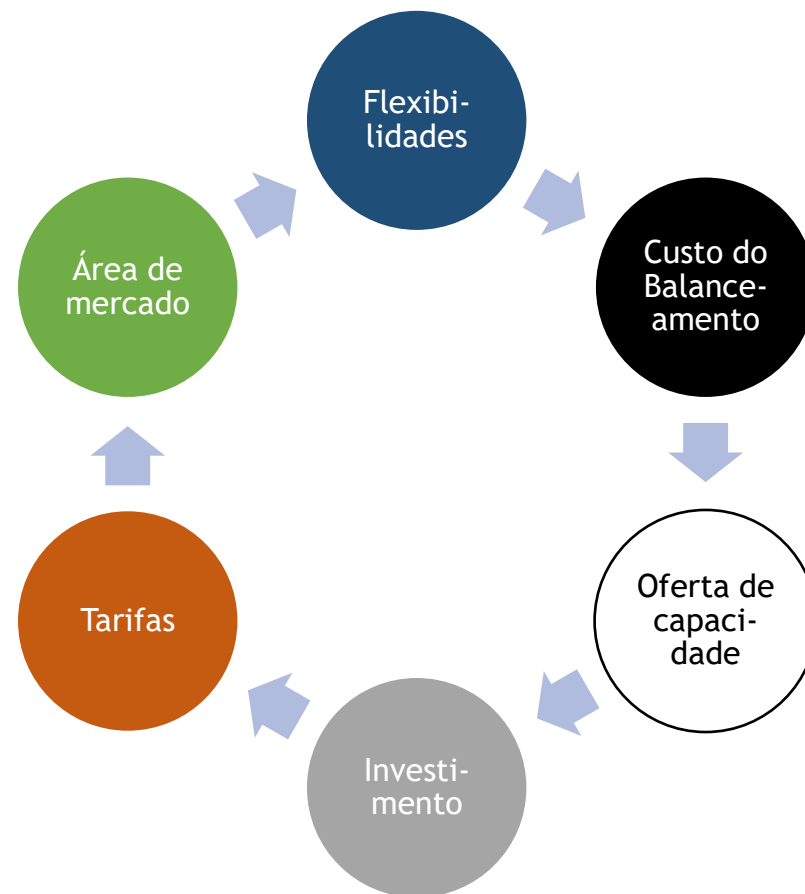 Flexibi-
lidades
Custo do
Balance-
amento
Oferta de
capaci-
dade
Investi-
mento
Tarifas
Área de
mercado